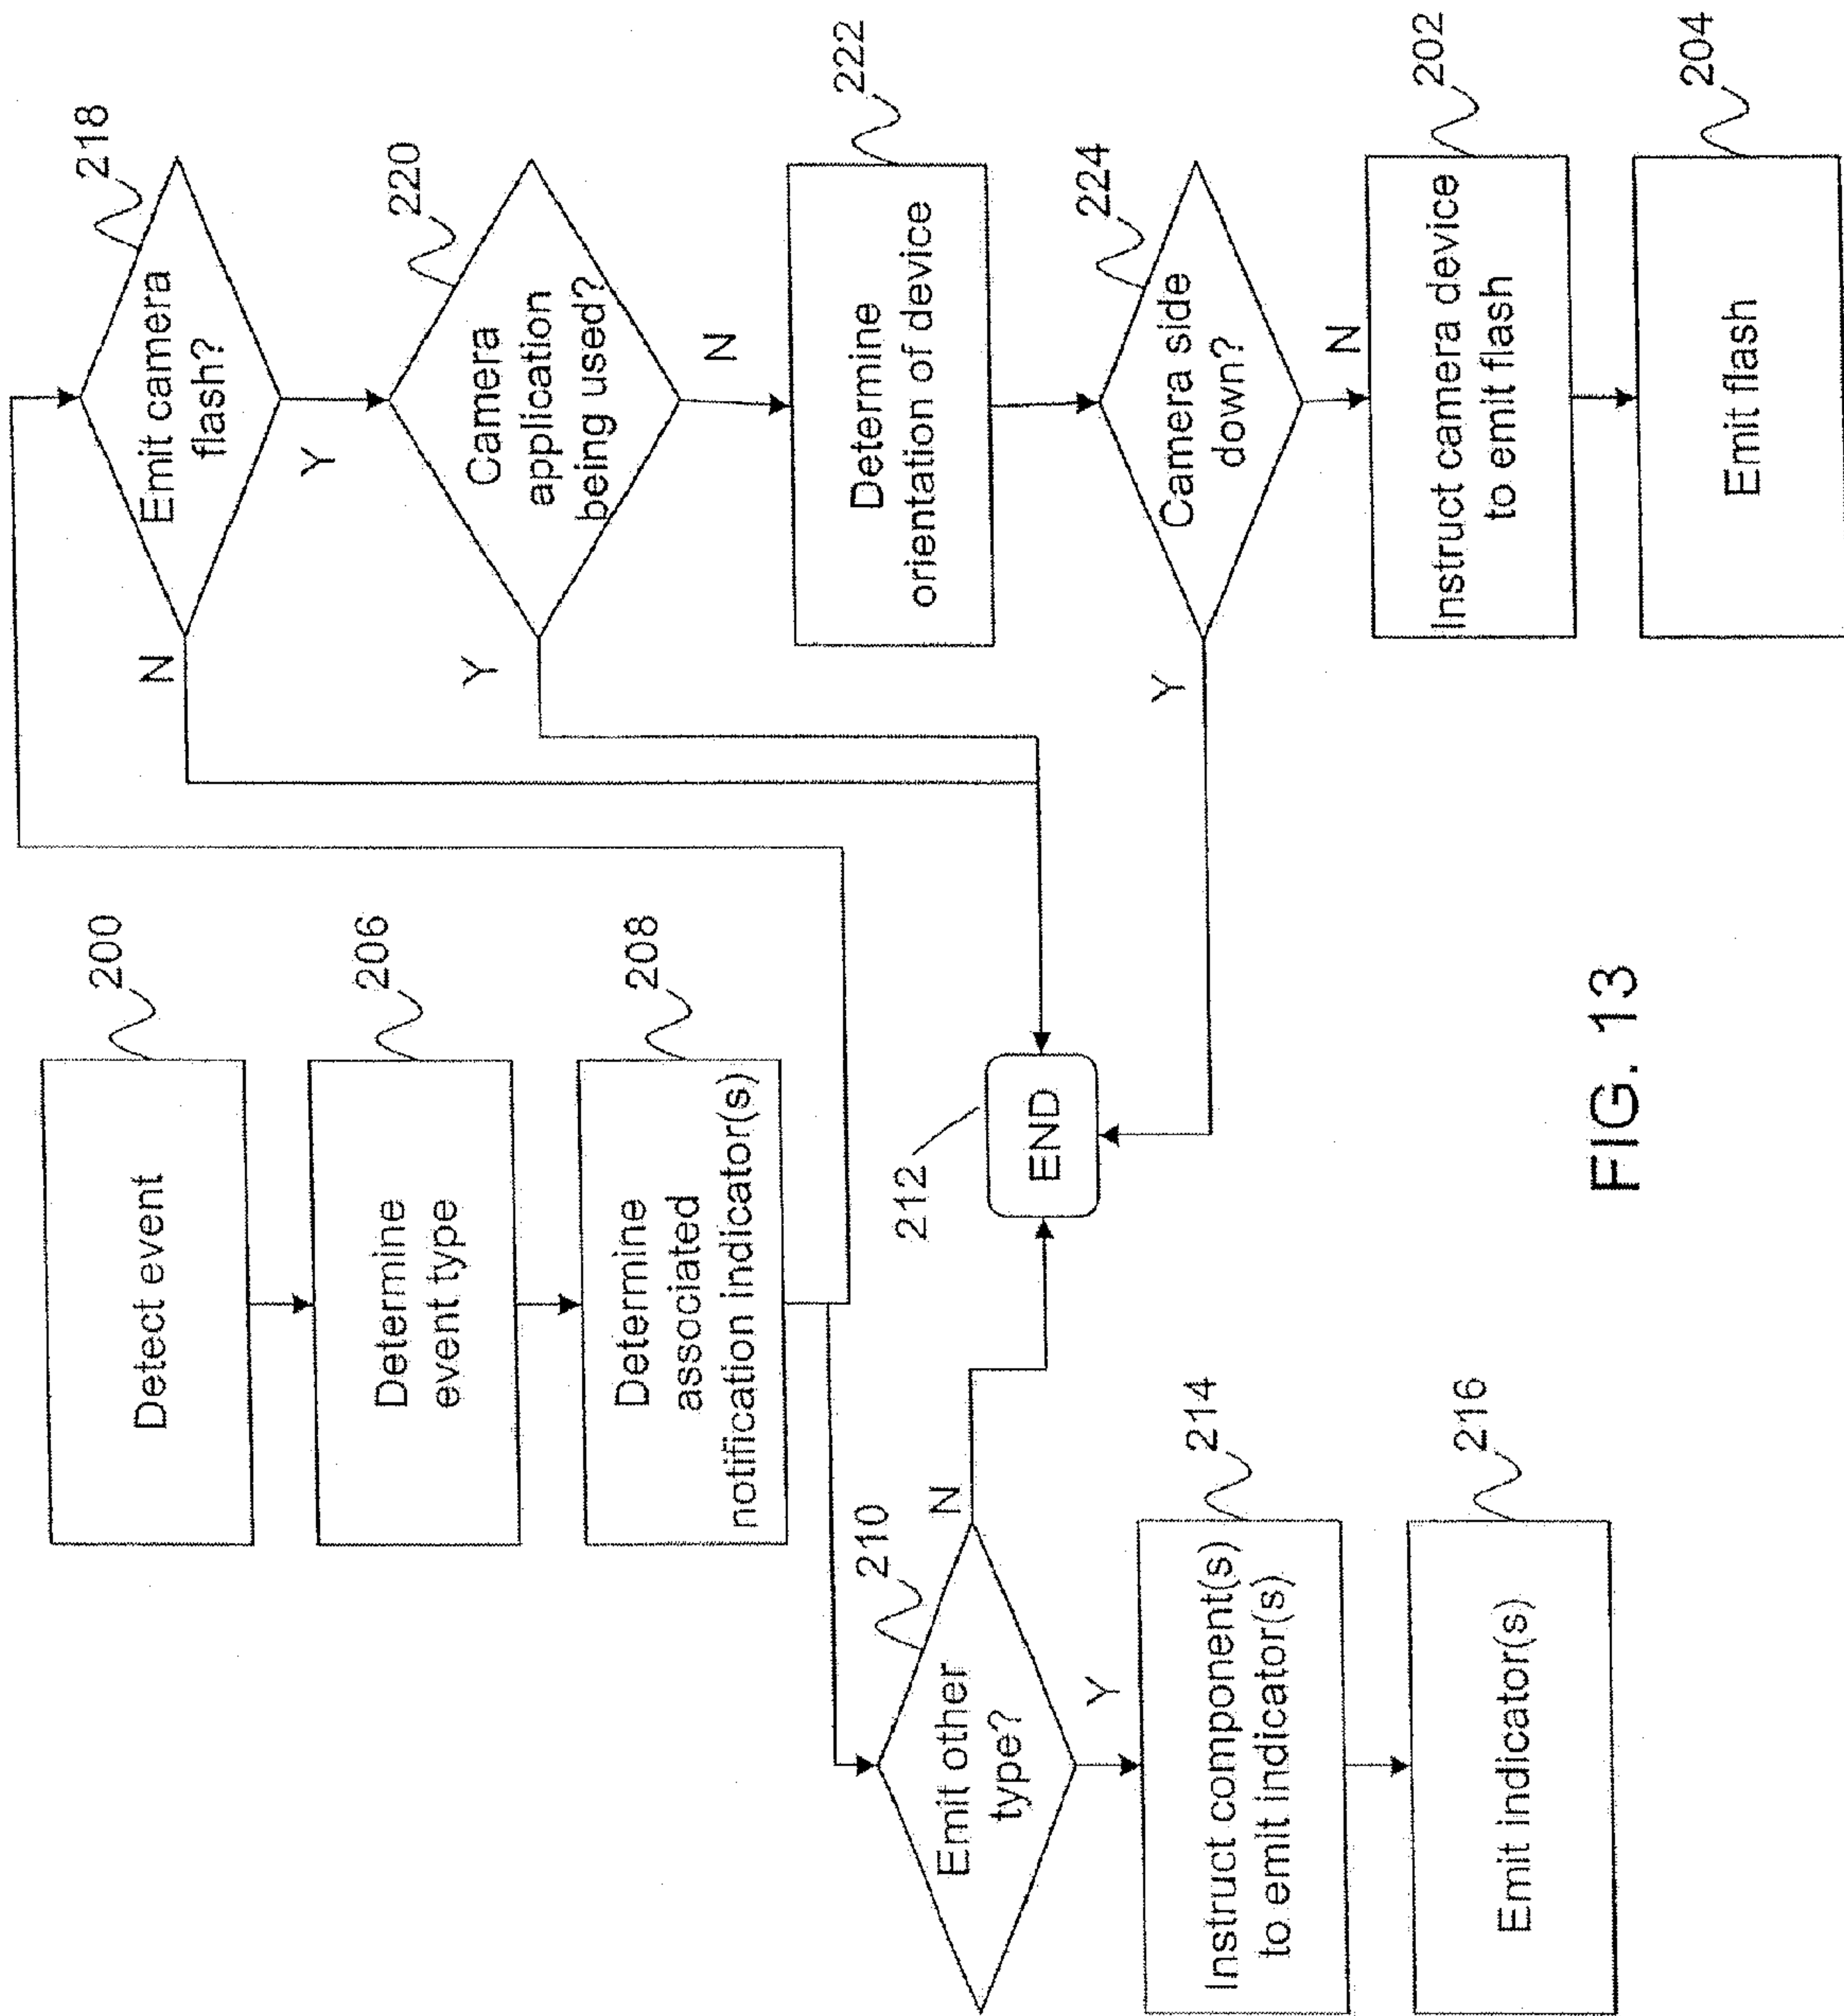 200
Detect event
206
Determine
event type
208
Determine
associated
notification indicator(s)
210
Emit other
type?
N
Y
214
Instruct component(s)
to emit indicator(s)
216
Emit indicator(s)
212
END
218
Emit camera
flash?
N
Y
220
Camera
application
being used?
Y
N
222
Determine
orientation of device
224
Camera side
down?
Y
N
202
Instruct camera device
to emit flash
204
Emit flash
FIG. 13